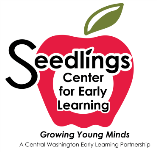 Seedlings
Center
for Early
Learning
Growing Young Minds
A Central Washington Early Learning Partnership